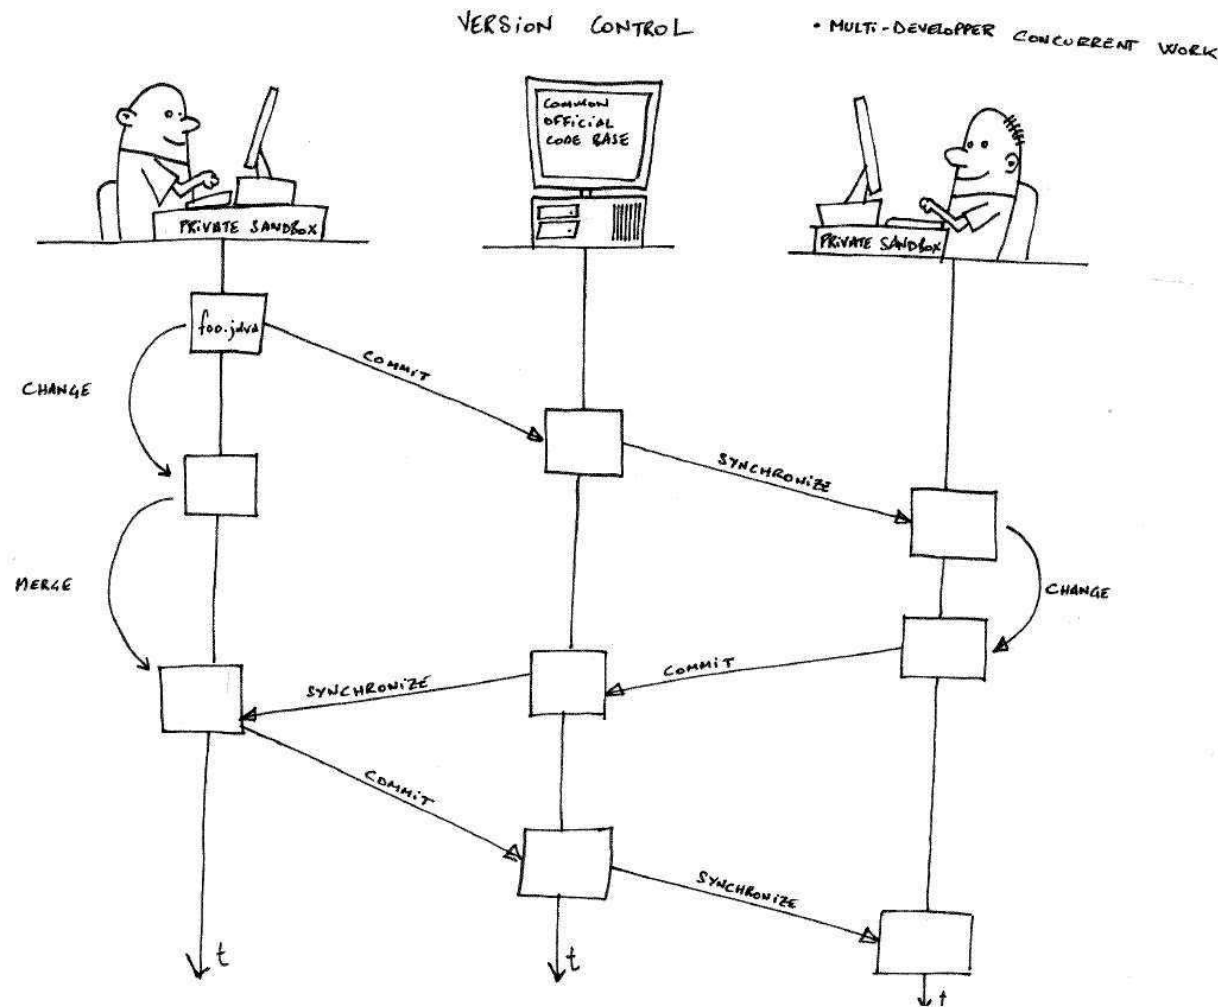 VERSION CONTROL
• MULTI-DEVELOPPER CONCURRENT WORK
COMMON
OFFICIAL
CODE BASE
PRIVATE SANDBOX
PRIVATE SANDBOX
foo.java
COMMIT
CHANGE
SYNCHRONIZE
MERGE
CHANGE
COMMIT
SYNCHRONIZE
COMMIT
SYNCHRONIZE
t
t
t